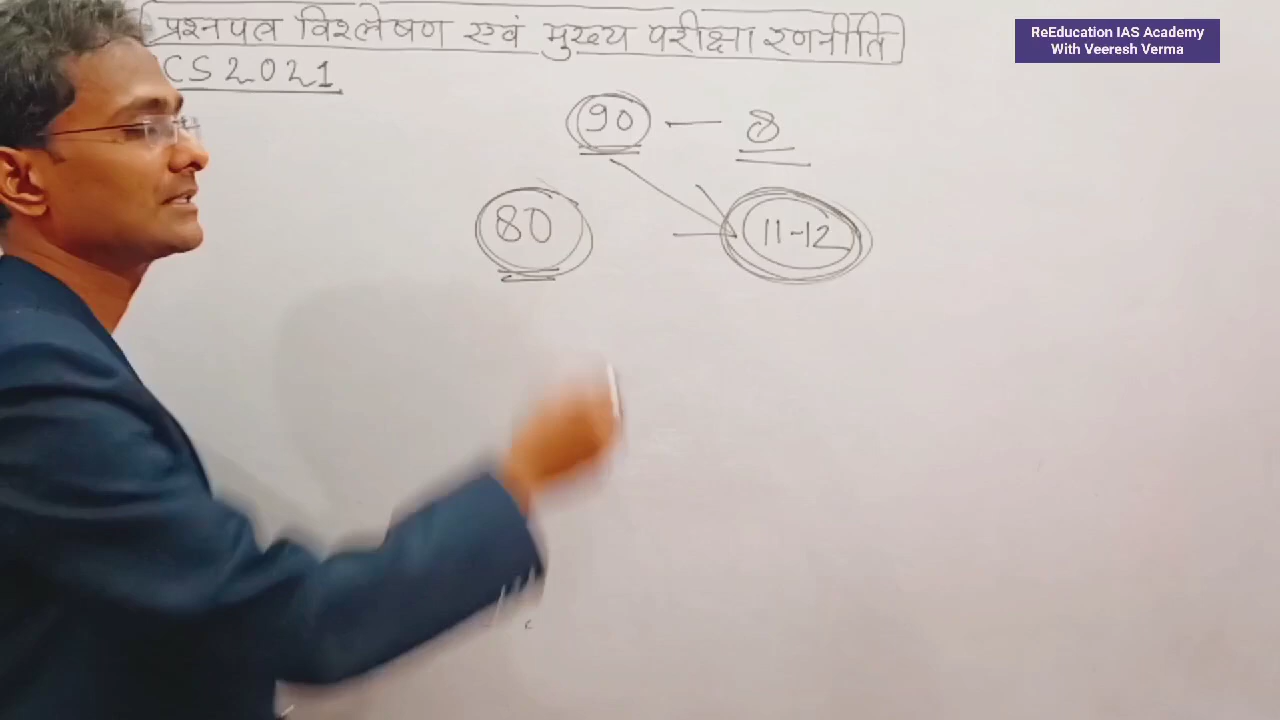 प्रश्नपत्र विश्लेषण एवं मुख्य परीक्षा रणनीति
CS 2021
ReEducation IAS Academy
With Veeresh Verma
90 — 8
80
11-12